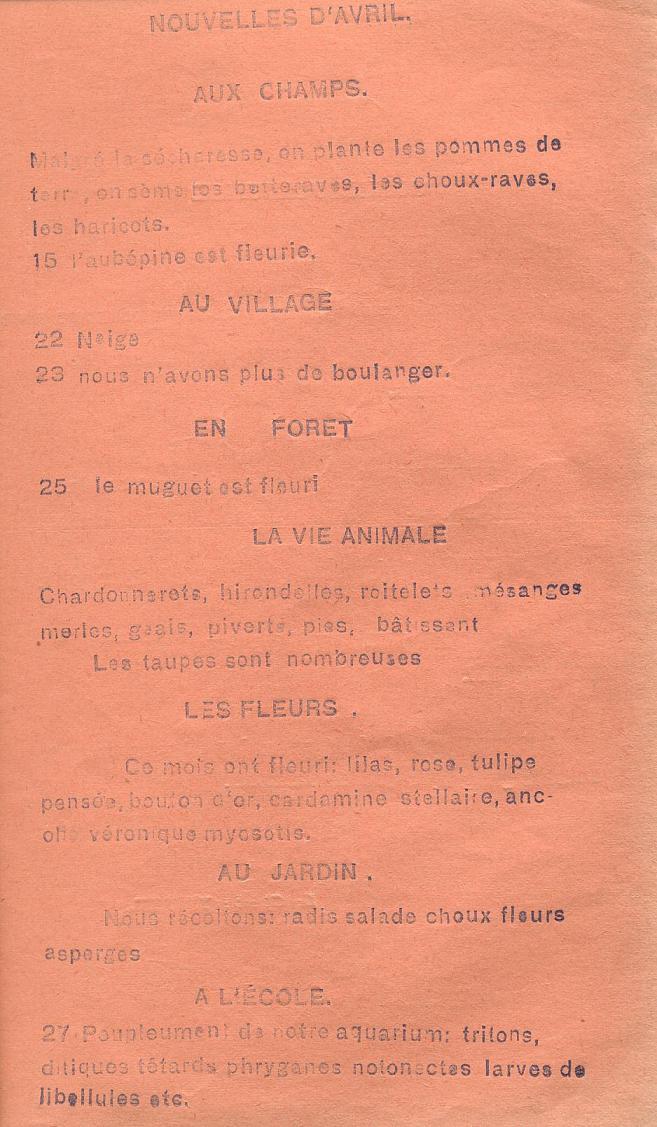 NOUVELLES D'AVRIL.
AUX CHAMPS.
Malgré la sécheresse, on plante les pommes de
terr , on sème les betteraves, les choux-raves,
les haricots.
15 l'aubépine est fleurie.
AU VILLAGE
22 Neige
23 nous n'avons plus de boulanger.
EN FORET
25 le muguet est fleuri
LA VIE ANIMALE
Chardonnerets, hirondelles, roitelets mésanges
merles, geais, piverts, pies, bâtissent
Les taupes sont nombreuses
LES FLEURS .
Ce mois ont fleuri: lilas, rose, tulipe
pensée, bouton d'or, cardamine stellaire, anc-
olie véronique myosotis.
AU JARDIN .
Nous récoltons: radis salade choux fleurs
asperges
A L'ÉCOLE.
27 Poupleument de notre aquarium: tritons,
ditiques têtards phryganes notonectes larves de
libellules etc.